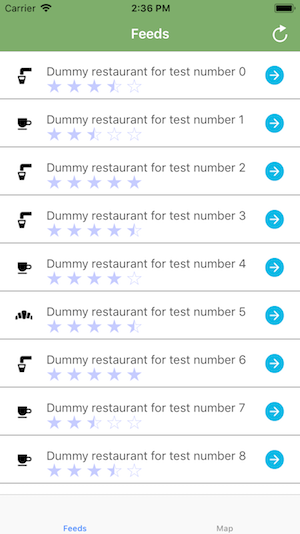 Carrier 2:36 PM
Feeds
Dummy restaurant for test number 0
Dummy restaurant for test number 1
Dummy restaurant for test number 2
Dummy restaurant for test number 3
Dummy restaurant for test number 4
Dummy restaurant for test number 5
Dummy restaurant for test number 6
Dummy restaurant for test number 7
Dummy restaurant for test number 8
Feeds Map